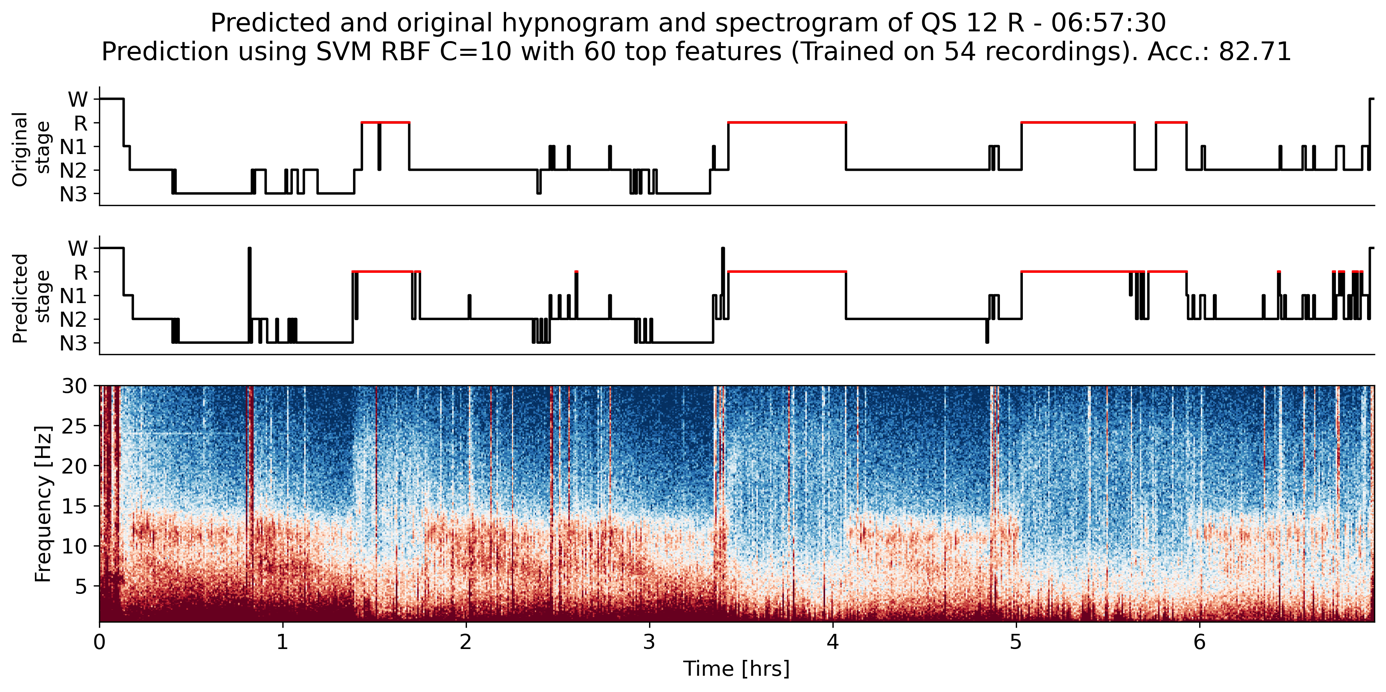 Predicted and original hypnogram and spectrogram of QS 12 R - 06:57:30
Prediction using SVM RBF C=10 with 60 top features (Trained on 54 recordings). Acc.: 82.71
Original
stage
W
R
N1
N2
N3
Predicted
stage
W
R
N1
N2
N3
Frequency [Hz]
30
25
20
15
10
5
0 1 2 3 4 5 6
Time [hrs]